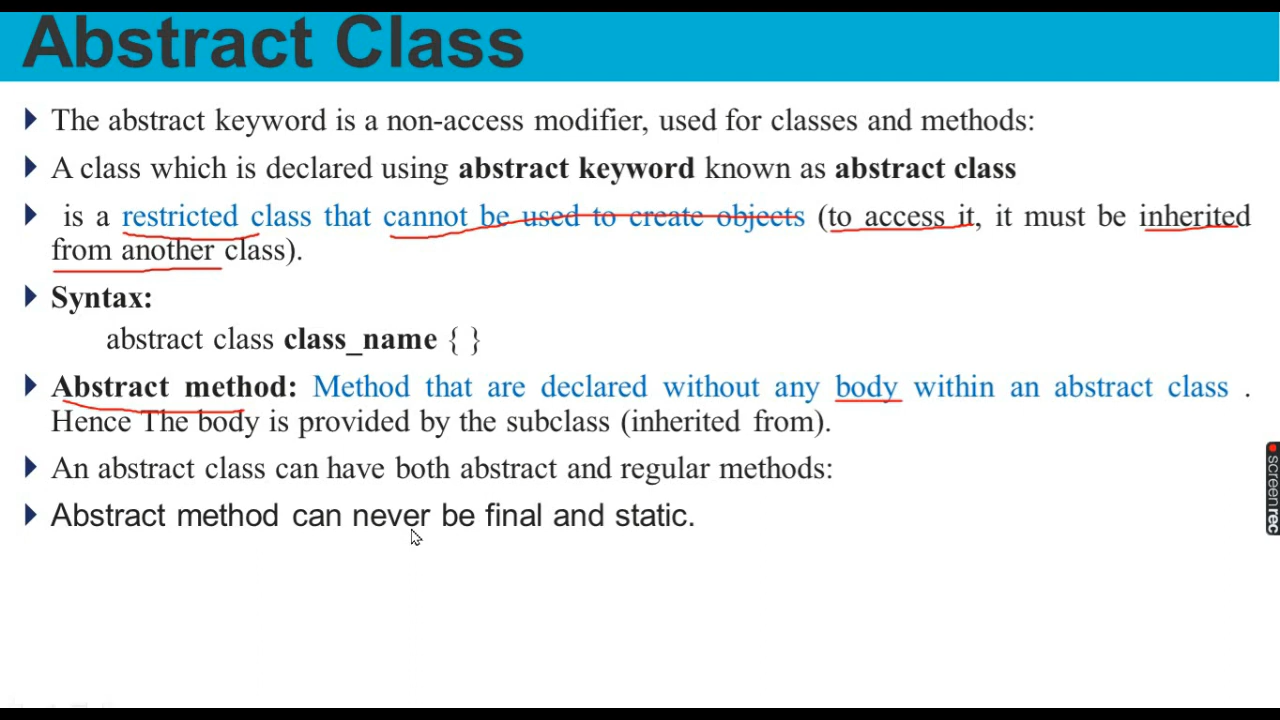 Abstract Class
The abstract keyword is a non-access modifier, used for classes and methods:
A class which is declared using abstract keyword known as abstract class
is a restricted class that cannot be used to create objects (to access it, it must be inherited
from another class).
Syntax:
abstract class class_name { }
Abstract method: Method that are declared without any body within an abstract class .
Hence The body is provided by the subclass (inherited from).
An abstract class can have both abstract and regular methods:
Abstract method can never be final and static.
screenrec